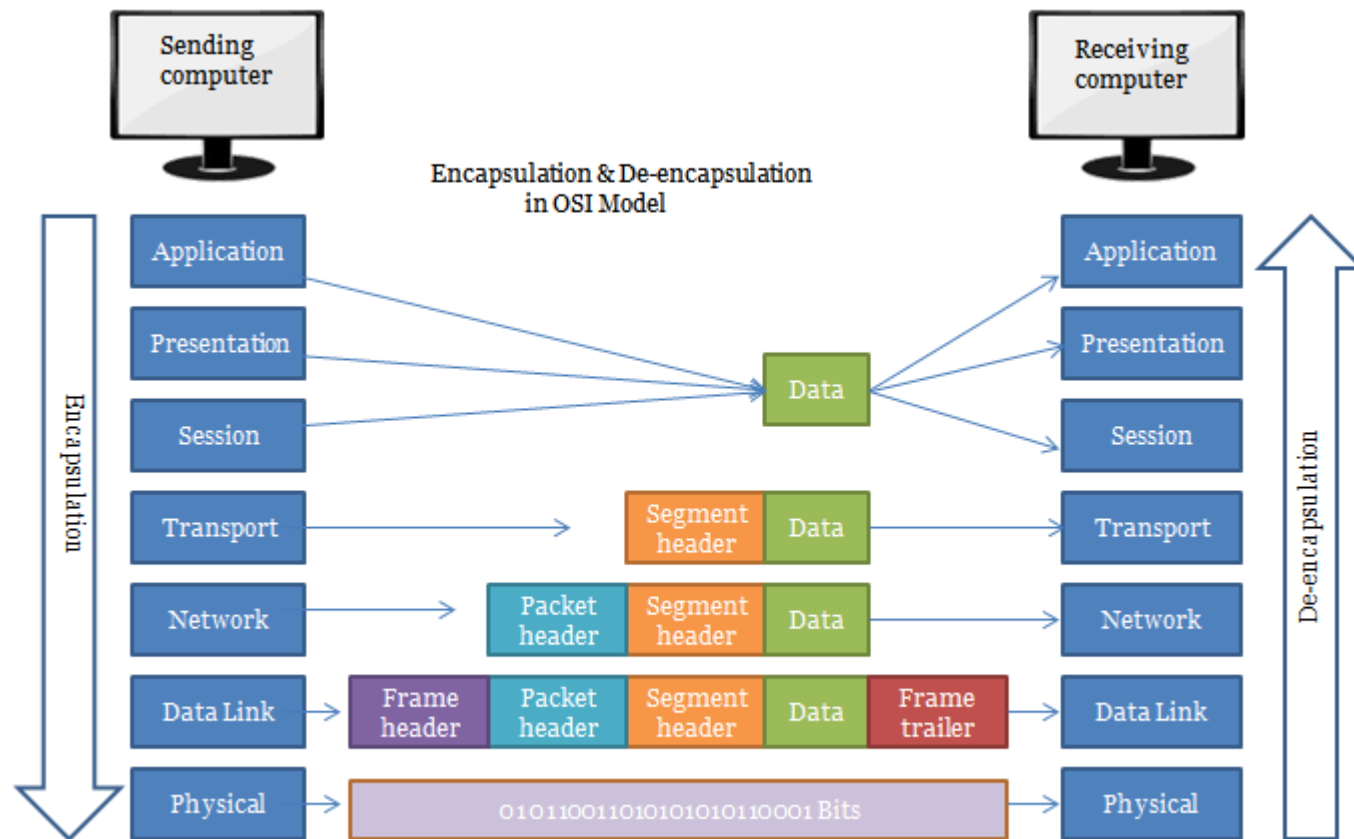 Sending
computer
Receiving
computer
Encapsulation & De-encapsulation
in OSI Model
Encapsulation
De-encapsulation
Application
Application
Presentation
Data
Presentation
Session
Session
Transport
Segment
header
Data
Transport
Network
Packet
header
Segment
header
Data
Network
Data Link
Frame
header
Packet
header
Segment
header
Data
Frame
trailer
Data Link
Physical
010110011010101010110001 Bits
Physical